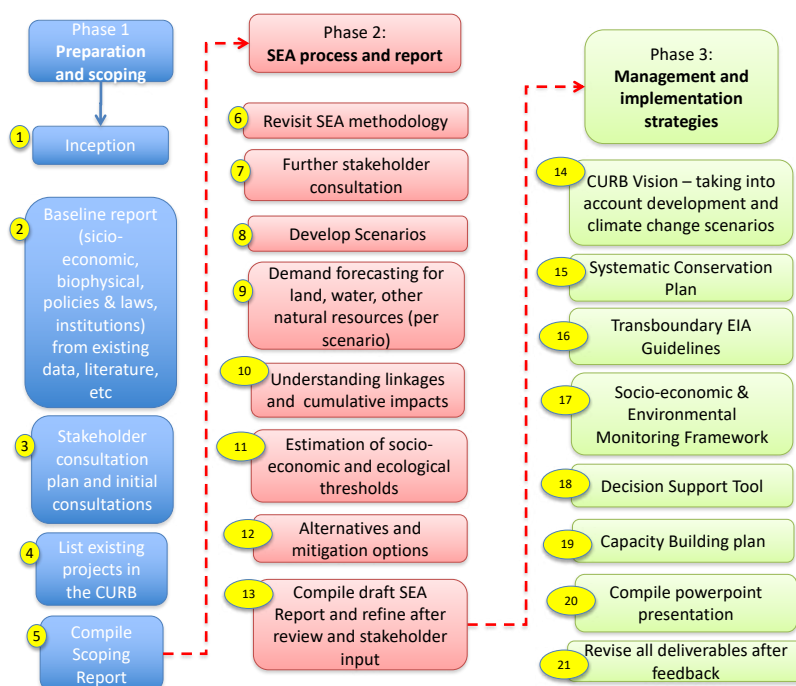 Phase 1
Preparation
and scoping
1
Inception
2
Baseline report
(sicio-
economic,
biophysical,
policies & laws,
institutions)
from existing
data, literature,
etc
3
Stakeholder
consultation
plan and initial
consultations
4
List existing
projects in
the CURB
5
Compile
Scoping
Report
Phase 2:
SEA process and report
6
Revisit SEA methodology
7
Further stakeholder
consultation
8
Develop Scenarios
9
Demand forecasting for
land, water, other
natural resources (per
scenario)
10
Understanding linkages
and cumulative impacts
11
Estimation of socio-
economic and ecological
thresholds
12
Alternatives and
mitigation options
13
Compile draft SEA
Report and refine after
review and stakeholder
input
Phase 3:
Management and
implementation
strategies
14
CURB Vision – taking into
account development and
climate change scenarios
15
Systematic Conservation
Plan
16
Transboundary EIA
Guidelines
17
Socio-economic &
Environmental
Monitoring Framework
18
Decision Support Tool
19
Capacity Building plan
20
Compile powerpoint
presentation
21
Revise all deliverables after
feedback